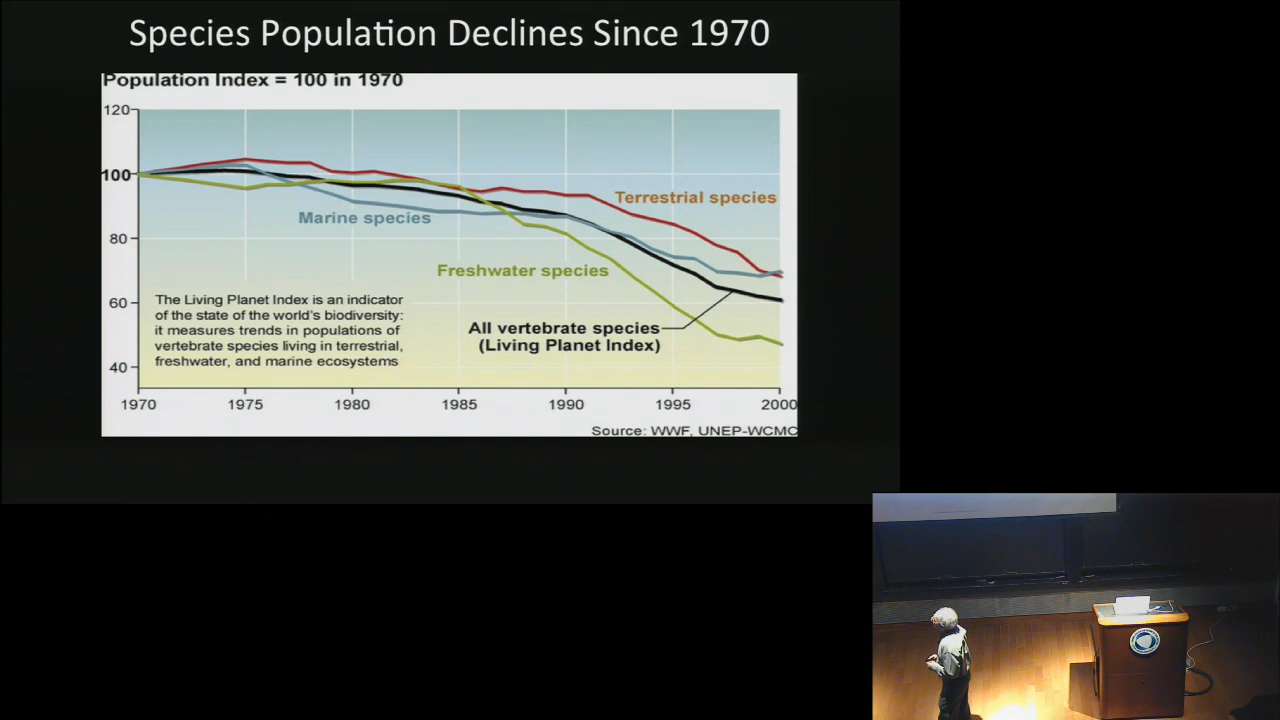 Species Population Declines Since 1970
Population Index = 100 in 1970
120
100
80
60
40
Terrestrial species
Marine species
Freshwater species
All vertebrate species
(Living Planet Index)
The Living Planet Index is an indicator
of the state of the world's biodiversity:
it measures trends in populations of
vertebrate species living in terrestrial,
freshwater, and marine ecosystems
1970 1975 1980 1985 1990 1995 2000
Source: WWF, UNEP-WCMC